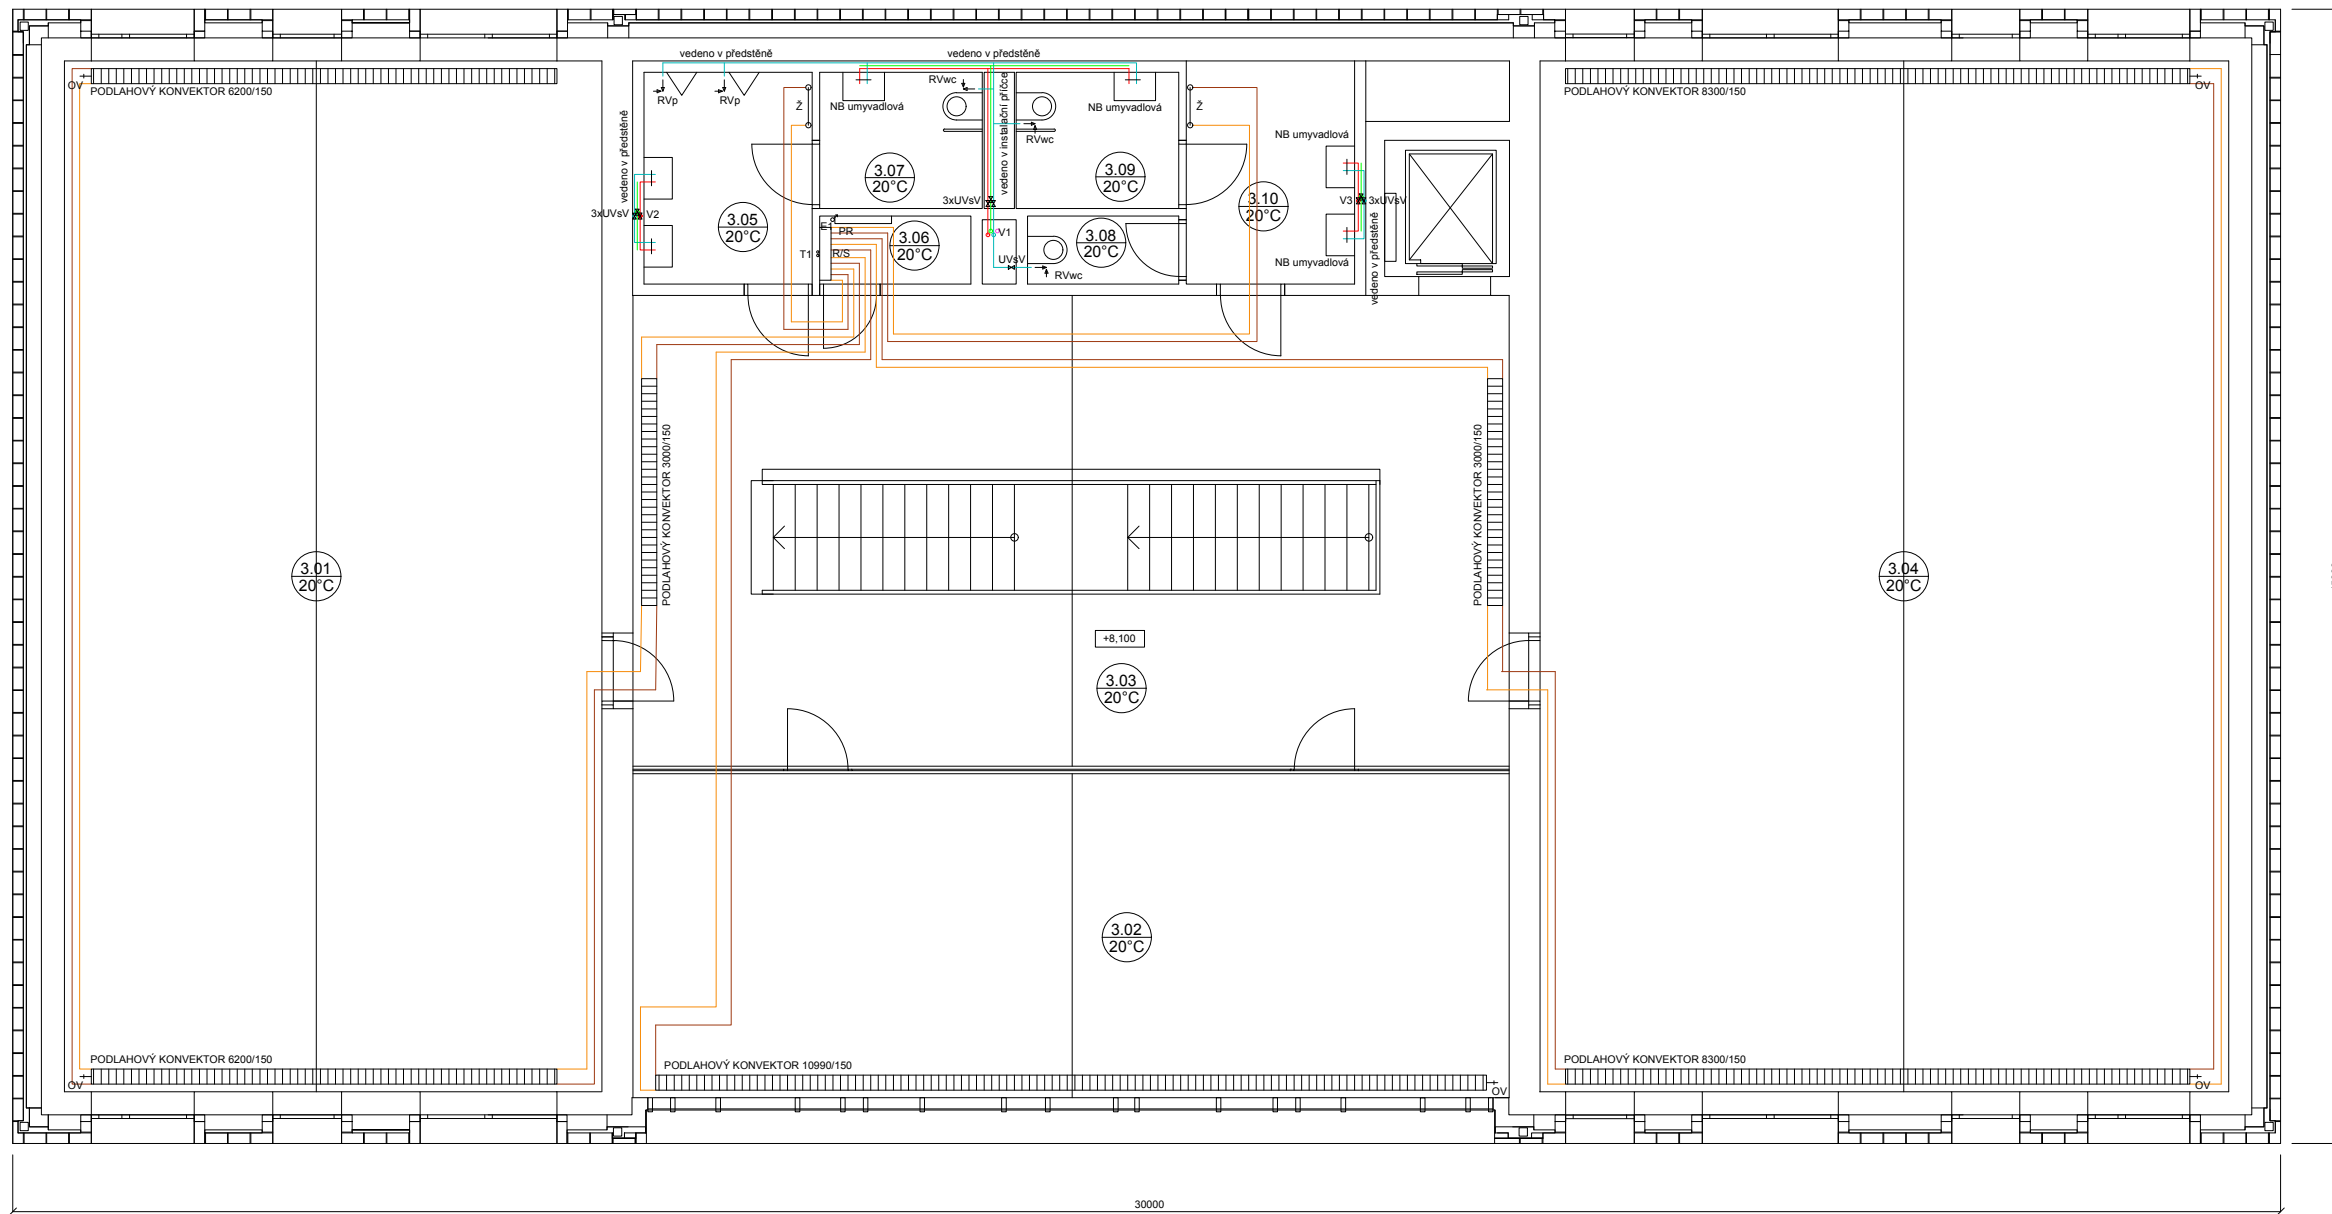 vedeno v předstěně
vedeno v předstěně
OV
PODLAHOVÝ KONVEKTOR 6200/150
RVp
RVp
Ž
NB umyvadlová
RVwc
vedeno v instalační příčce
RVwc
NB umyvadlová
Ž
NB umyvadlová
PODLAHOVÝ KONVEKTOR 8300/150
OV
vedeno v předstěně
3.07
20°C
3.09
20°C
3xUVsV
V2
3.05
20°C
3xUVsV
3.10
20°C
V3
3xUVsV
E1
PR
T1
R/S
3.06
20°C
V1
UVsV
RVwc
3.08
20°C
NB umyvadlová
vedeno v předstěně
PODLAHOVÝ KONVEKTOR 3000/150
PODLAHOVÝ KONVEKTOR 3000/150
3.01
20°C
3.04
20°C
+8,100
3.03
20°C
3.02
20°C
PODLAHOVÝ KONVEKTOR 6200/150
OV
PODLAHOVÝ KONVEKTOR 10990/150
OV
PODLAHOVÝ KONVEKTOR 8300/150
OV
30000